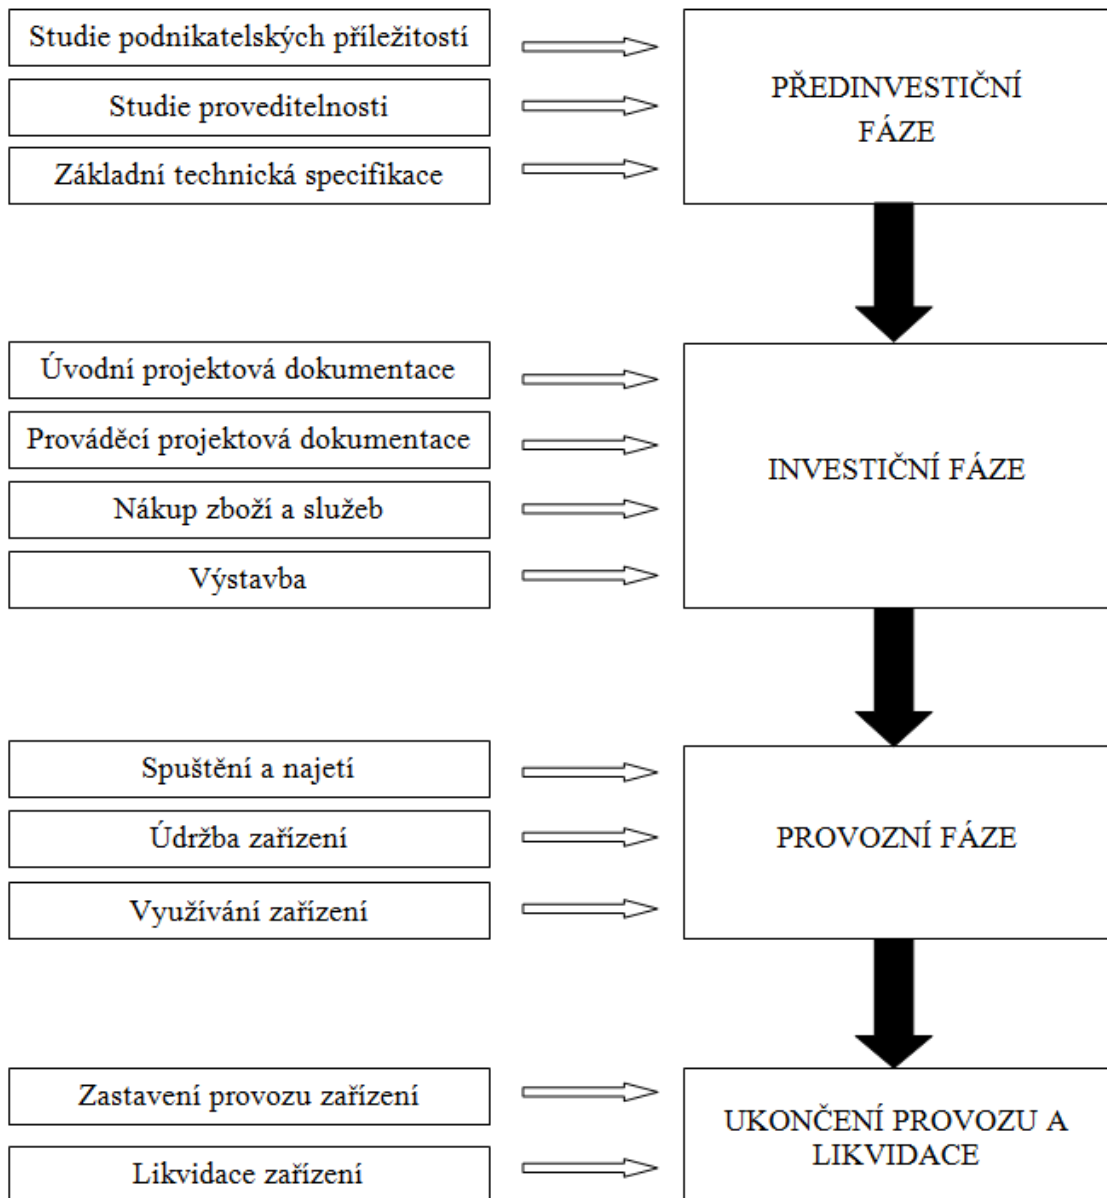 Studie podnikatelských příležitostí
Studie proveditelnosti
Základní technická specifikace
PŘEDINVESTIČNÍ
FÁZE
Úvodní projektová dokumentace
Prováděcí projektová dokumentace
Nákup zboží a služeb
Výstavba
INVESTIČNÍ FÁZE
Spuštění a najetí
Údržba zařízení
Využívání zařízení
PROVOZNÍ FÁZE
Zastavení provozu zařízení
Likvidace zařízení
UKONČENÍ PROVOZU A
LIKVIDACE